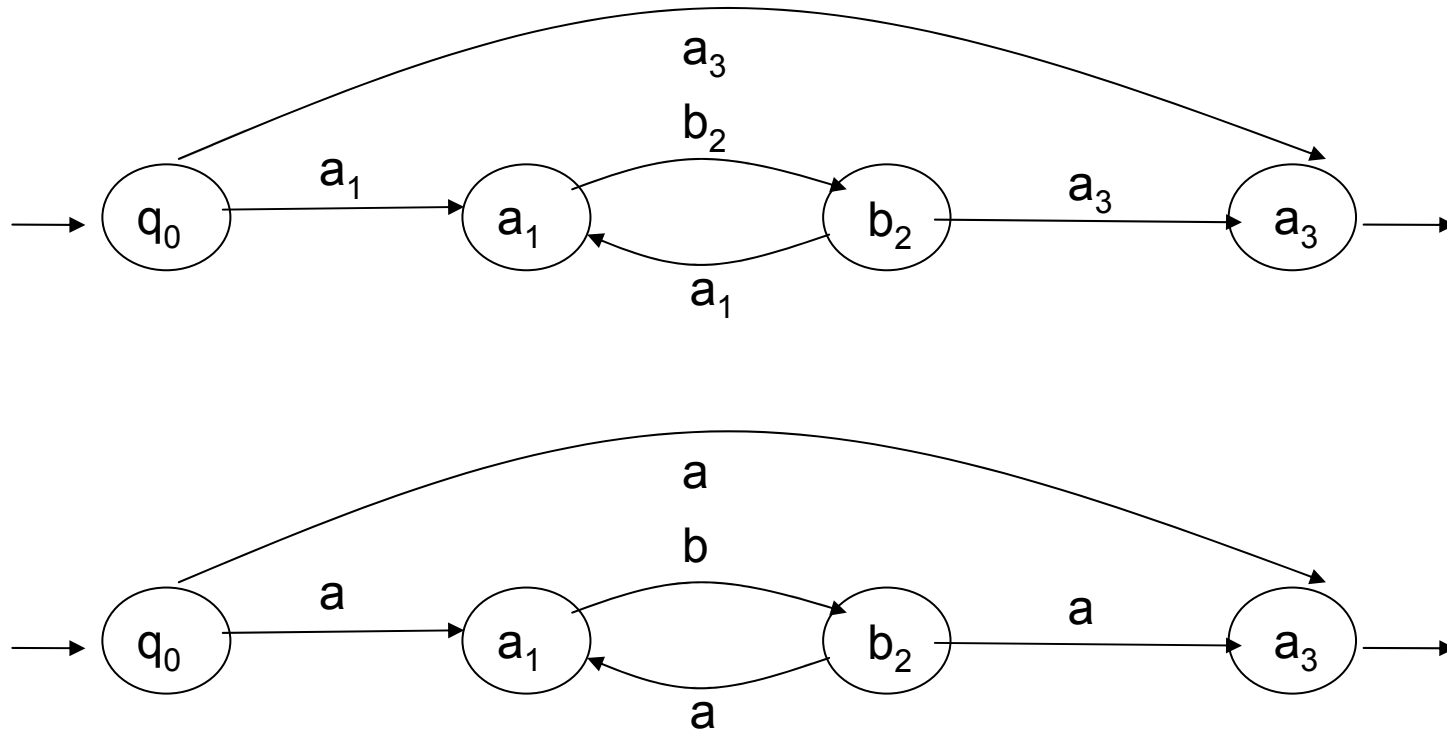 a₃
b₂
a₁ a₃
q₀ a₁ b₂ a₃
a₁
a
b
a a
q₀ a₁ b₂ a₃
a